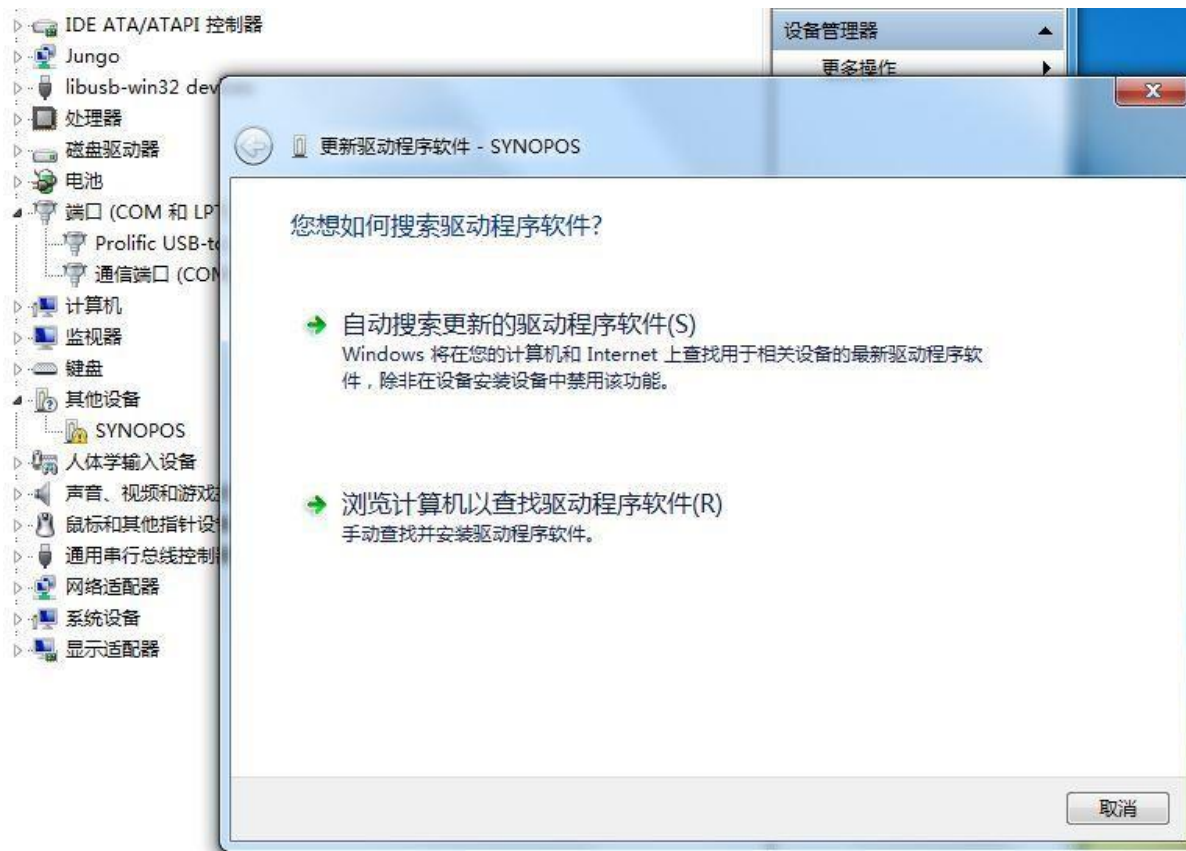 IDE ATA/ATAPI 控制器
Jungo
libusb-win32 dev
处理器
磁盘驱动器
电池
端口 (COM 和 LPT
Prolific USB-to
通信端口 (COM
计算机
监视器
键盘
其他设备
SYNOPOS
人体学输入设备
声音、视频和游戏
鼠标和其他指针设
通用串行总线控制
网络适配器
系统设备
显示适配器
设备管理器
更多操作
更新驱动程序软件 - SYNOPOS
您想如何搜索驱动程序软件?
自动搜索更新的驱动程序软件(S)
Windows 将在您的计算机和 Internet 上查找用于相关设备的最新驱动程序软
件，除非在设备安装设备中禁用该功能。
浏览计算机以查找驱动程序软件(R)
手动查找并安装驱动程序软件。
取消